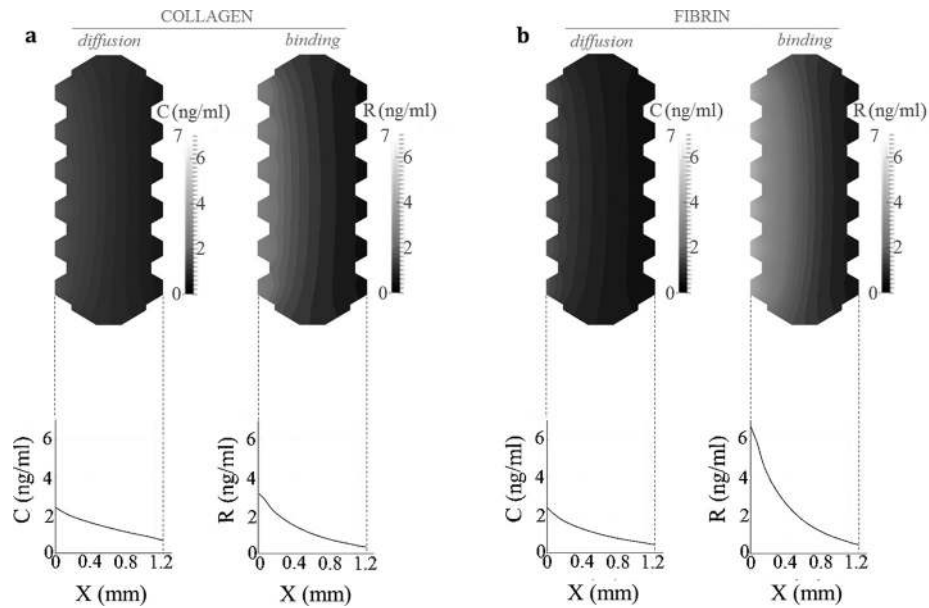 COLLAGEN
FIBRIN
a
diffusion
binding
b
diffusion
binding
C (ng/ml)
7
6
4
2
0
R (ng/ml)
7
6
4
2
0
C (ng/ml)
7
6
4
2
0
R (ng/ml)
7
6
4
2
0
C (ng/ml)
6
4
2
0
0 0.4 0.8 1.2
X (mm)
R (ng/ml)
6
4
2
0
0 0.4 0.8 1.2
X (mm)
C (ng/ml)
6
4
2
0
0 0.4 0.8 1.2
X (mm)
R (ng/ml)
6
4
2
0
0 0.4 0.8 1.2
X (mm)